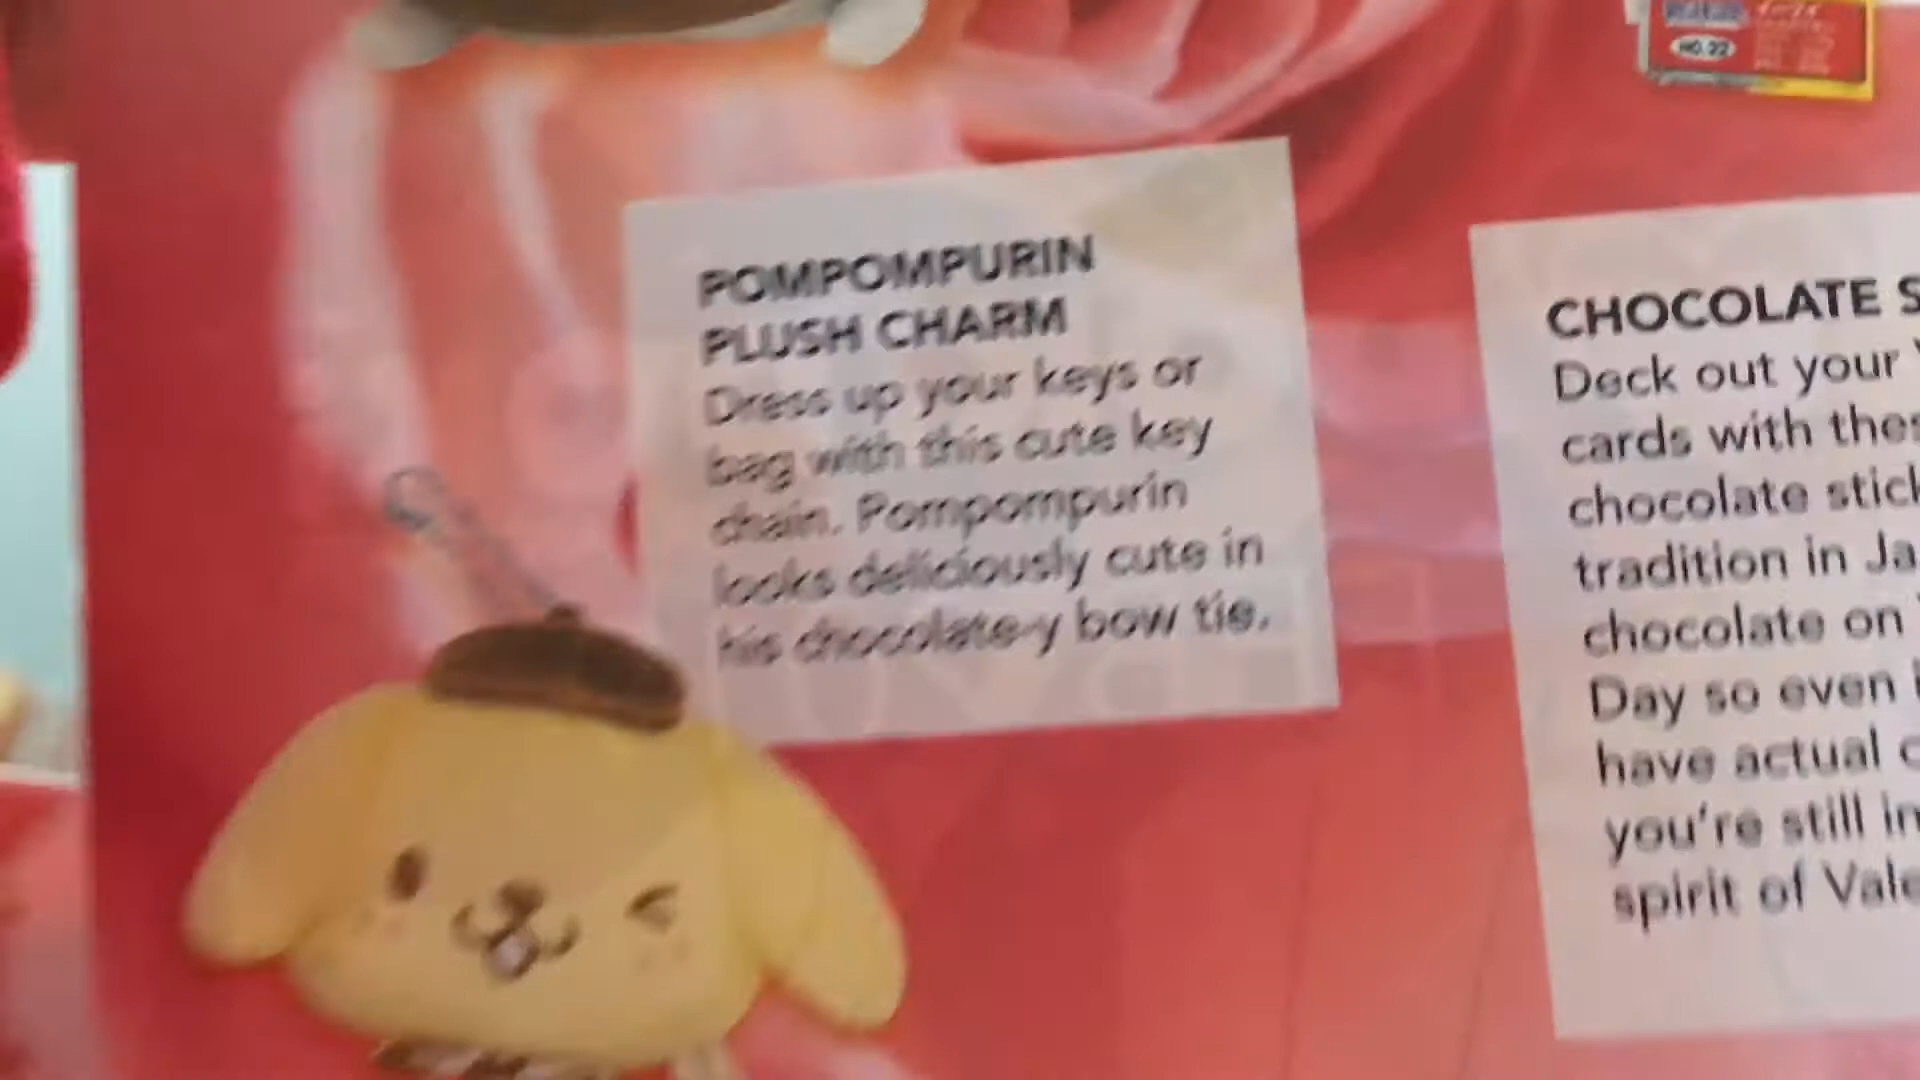 NO.22
POMPOMPURIN
PLUSH CHARM
Dress up your keys or
bag with this cute key
chain. Pompompurin
looks deliciously cute in
his chocolate-y bow tie.
CHOCOLATE S
Deck out your
cards with thes
chocolate stick
tradition in Ja
chocolate on
Day so even
have actual c
you're still in
spirit of Vale